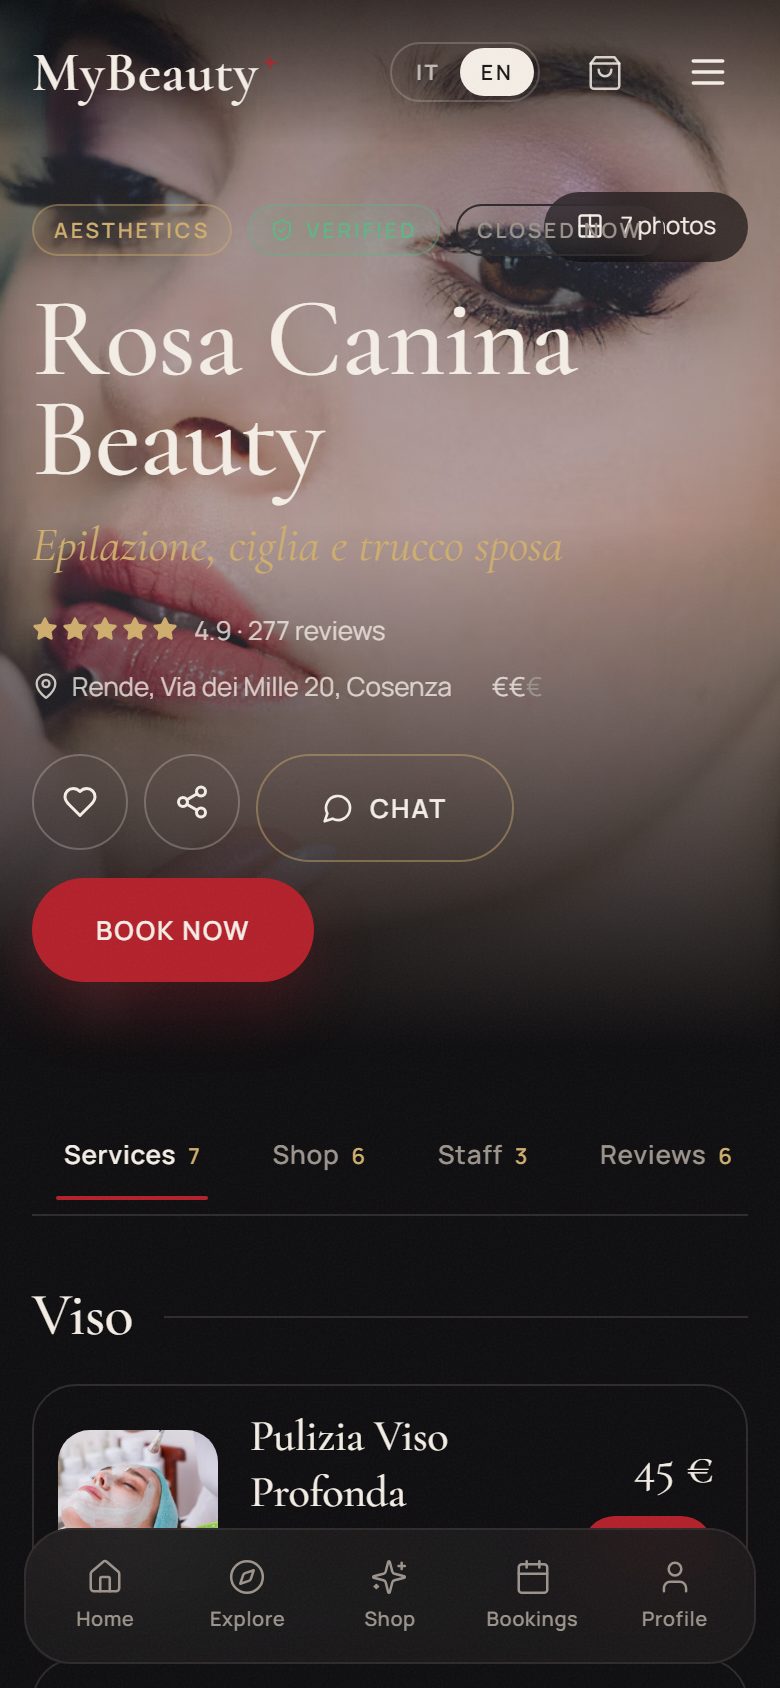 MyBeauty
IT EN
AESTHETICS VERIFIED CLOSED NOW 7 photos
Rosa Canina
Beauty
Epilazione, ciglia e trucco sposa
4.9 · 277 reviews
Rende, Via dei Mille 20, Cosenza €€€
CHAT
BOOK NOW
Services 7 Shop 6 Staff 3 Reviews 6
Viso
Pulizia Viso
Profonda
45 €
Home Explore Shop Bookings Profile